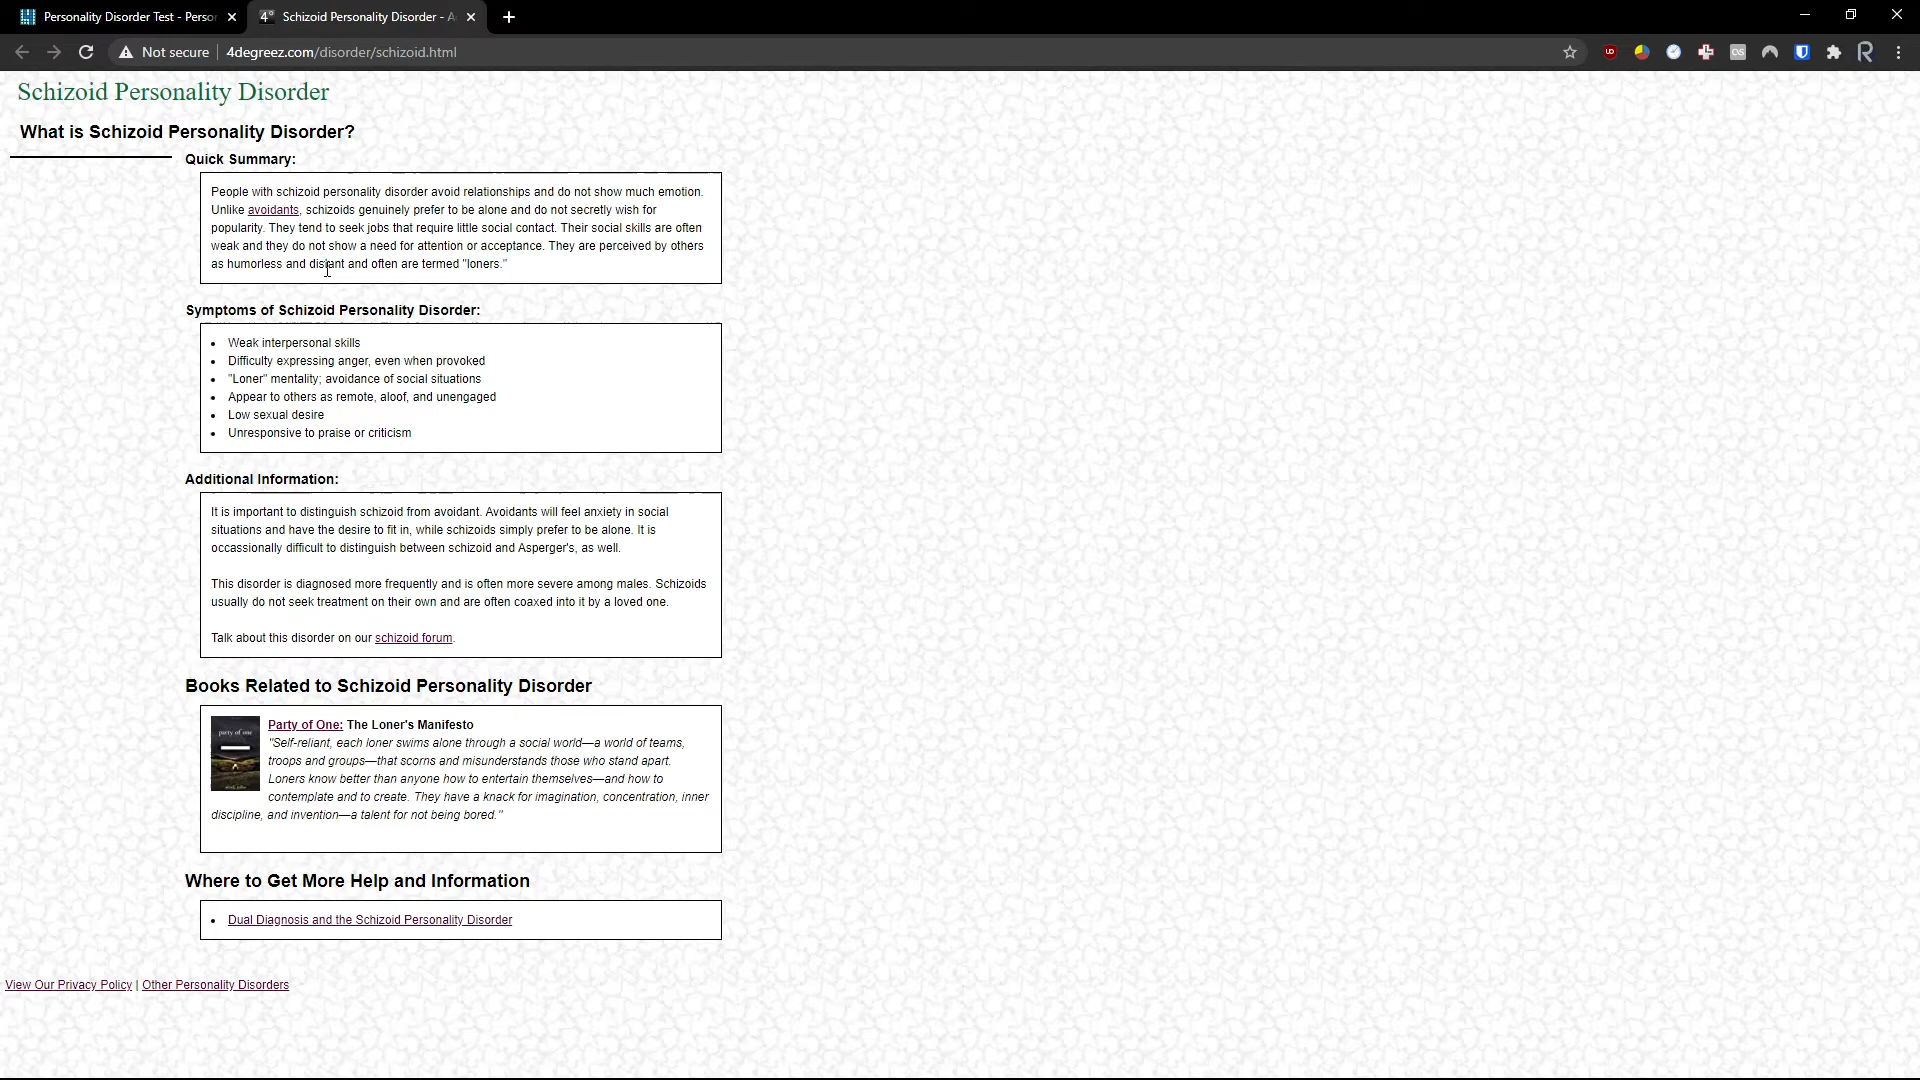 Personality Disorder Test - Person
Schizoid Personality Disorder - A
Not secure
4degreez.com/disorder/schizoid.html
Schizoid Personality Disorder
What is Schizoid Personality Disorder?
Quick Summary:
People with schizoid personality disorder avoid relationships and do not show much emotion.
Unlike avoidants, schizoids genuinely prefer to be alone and do not secretly wish for
popularity. They tend to seek jobs that require little social contact. Their social skills are often
weak and they do not show a need for attention or acceptance. They are perceived by others
as humorless and distant and often are termed "loners."
Symptoms of Schizoid Personality Disorder:
• Weak interpersonal skills
• Difficulty expressing anger, even when provoked
• "Loner" mentality; avoidance of social situations
• Appear to others as remote, aloof, and unengaged
• Low sexual desire
• Unresponsive to praise or criticism
Additional Information:
It is important to distinguish schizoid from avoidant. Avoidants will feel anxiety in social
situations and have the desire to fit in, while schizoids simply prefer to be alone. It is
occassionally difficult to distinguish between schizoid and Asperger's, as well.
This disorder is diagnosed more frequently and is often more severe among males. Schizoids
usually do not seek treatment on their own and are often coaxed into it by a loved one.
Talk about this disorder on our schizoid forum.
Books Related to Schizoid Personality Disorder
party of one
Party of One: The Loner's Manifesto
"Self-reliant, each loner swims alone through a social world—a world of teams,
troops and groups—that scorns and misunderstands those who stand apart.
Loners know better than anyone how to entertain themselves—and how to
contemplate and to create. They have a knack for imagination, concentration, inner
discipline, and invention—a talent for not being bored."
Where to Get More Help and Information
• Dual Diagnosis and the Schizoid Personality Disorder
View Our Privacy Policy | Other Personality Disorders